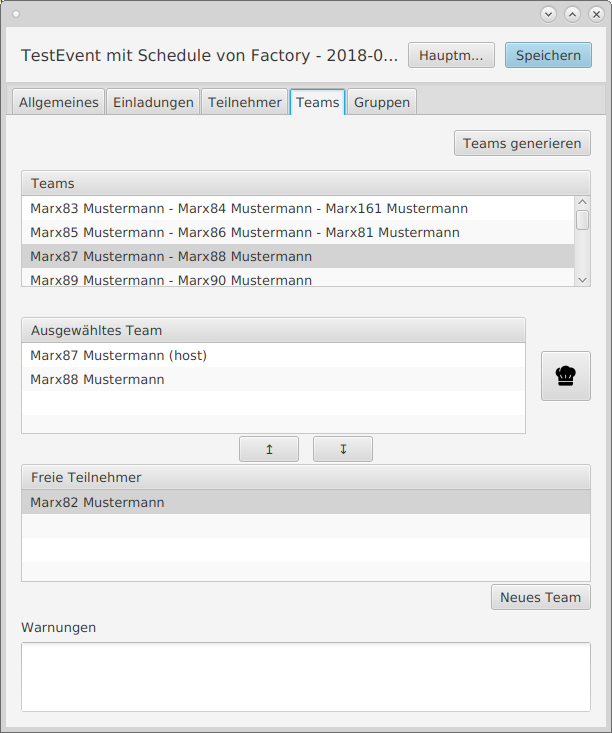 TestEvent mit Schedule von Factory - 2018-0... Hauptm... Speichern
Allgemeines Einladungen Teilnehmer Teams Gruppen
Teams generieren
Teams
Marx83 Mustermann - Marx84 Mustermann - Marx161 Mustermann
Marx85 Mustermann - Marx86 Mustermann - Marx81 Mustermann
Marx87 Mustermann - Marx88 Mustermann
Marx89 Mustermann - Marx90 Mustermann
Ausgewähltes Team
Marx87 Mustermann (host)
Marx88 Mustermann
↥ ↧
Freie Teilnehmer
Marx82 Mustermann
Neues Team
Warnungen